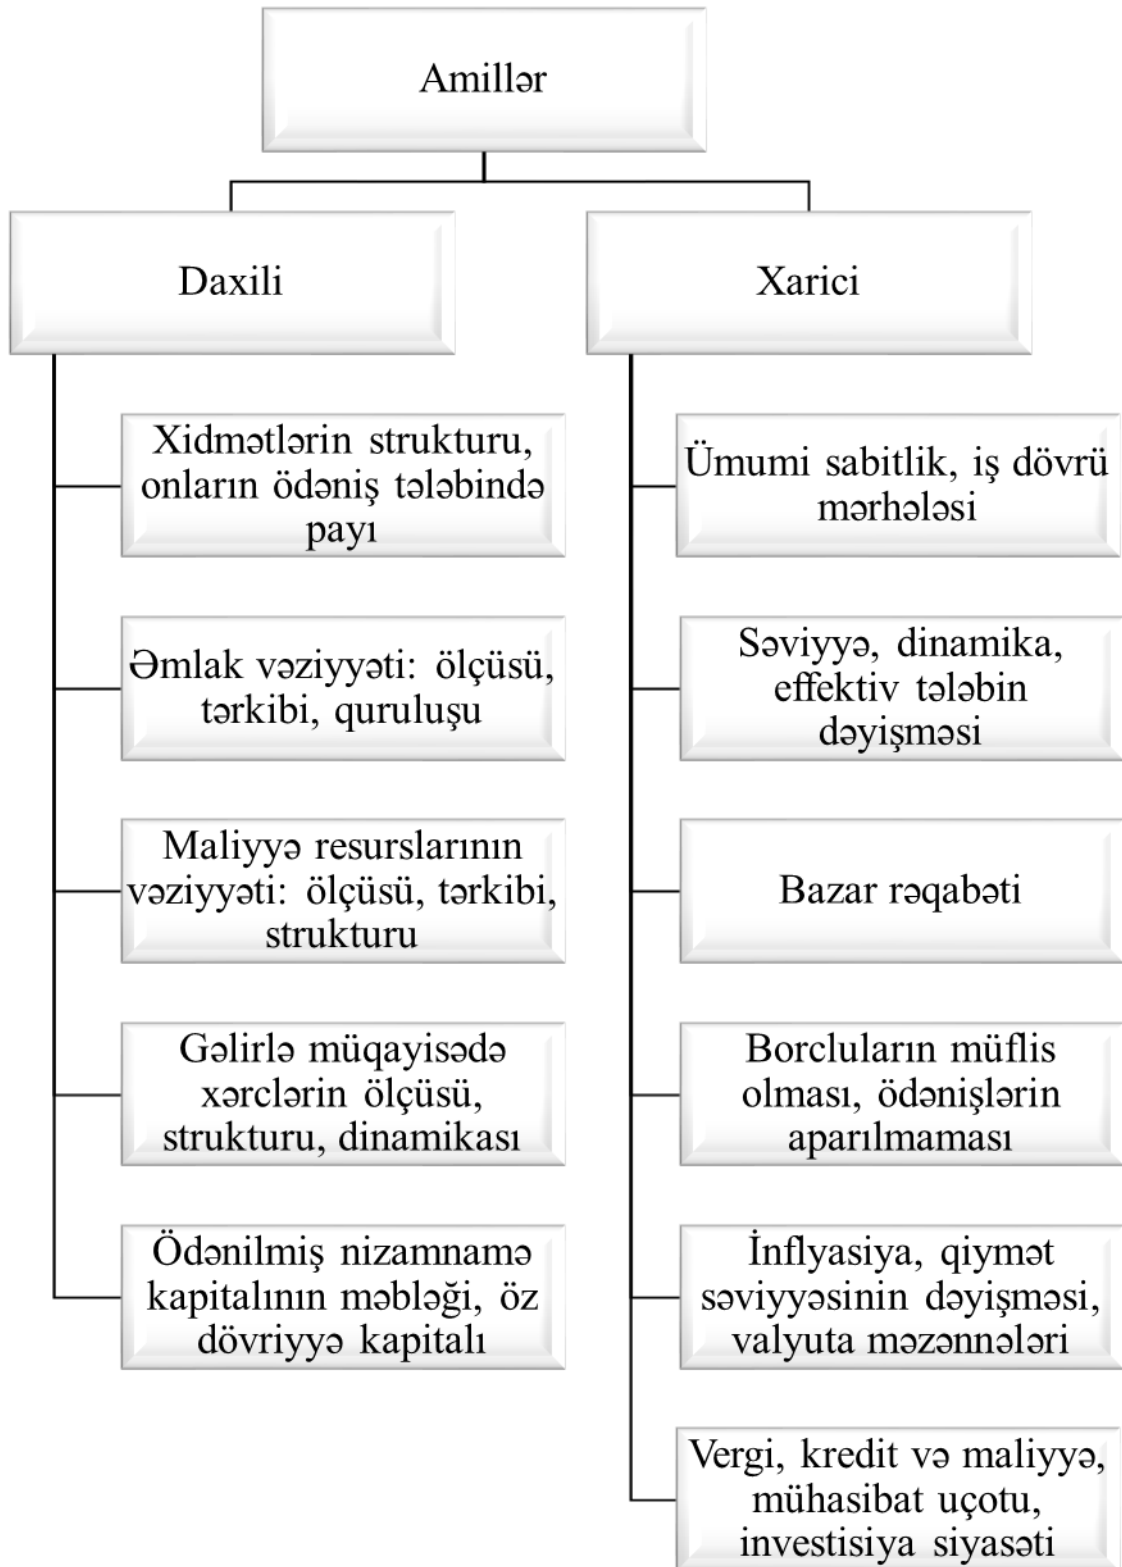 Amillər
Daxili
Xidmətlərin strukturu,
onların ödəniş tələbində
payı
Əmlak vəziyyəti: ölçüsü,
tərkibi, quruluşu
Maliyyə resurslarının
vəziyyəti: ölçüsü, tərkibi,
strukturu
Gəlirlə müqayisədə
xərclərin ölçüsü,
strukturu, dinamikası
Ödənilmiş nizamnamə
kapitalının məbləği, öz
dövriyyə kapitalı
Xarici
Ümumi sabitlik, iş dövrü
mərhələsi
Səviyyə, dinamika,
effektiv tələbin
dəyişməsi
Bazar rəqabəti
Borcluların müflis
olması, ödənişlərin
aparılmaması
İnflyasiya, qiymət
səviyyəsinin dəyişməsi,
valyuta məzənnələri
Vergi, kredit və maliyyə,
mühasibat uçotu,
investisiya siyasəti